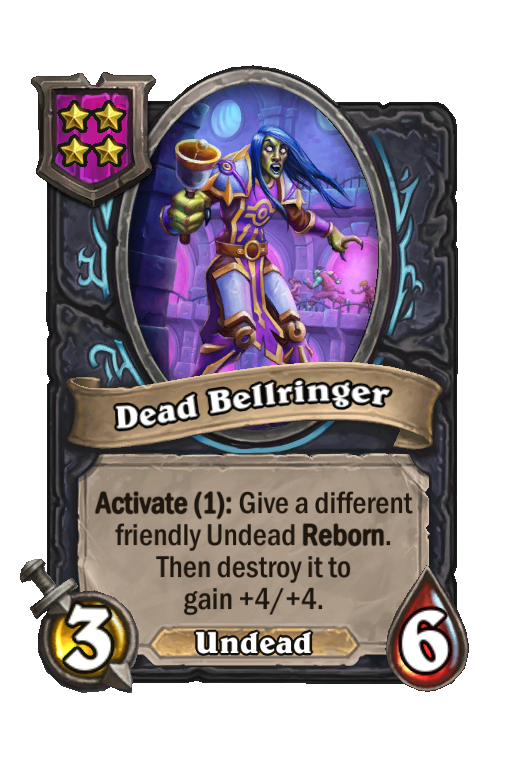 Dead Bellringer
Activate (1): Give a different
friendly Undead Reborn.
Then destroy it to
gain +4/+4.
3
Undead
6